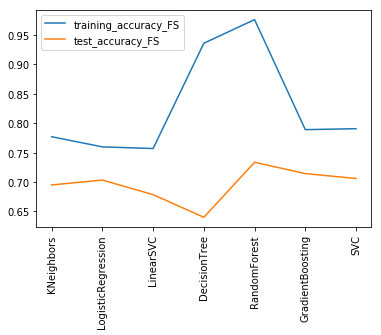 training_accuracy_FS
test_accuracy_FS
0.95
0.90
0.85
0.80
0.75
0.70
0.65
KNeighbors
LogisticRegression
LinearSVC
DecisionTree
RandomForest
GradientBoosting
SVC